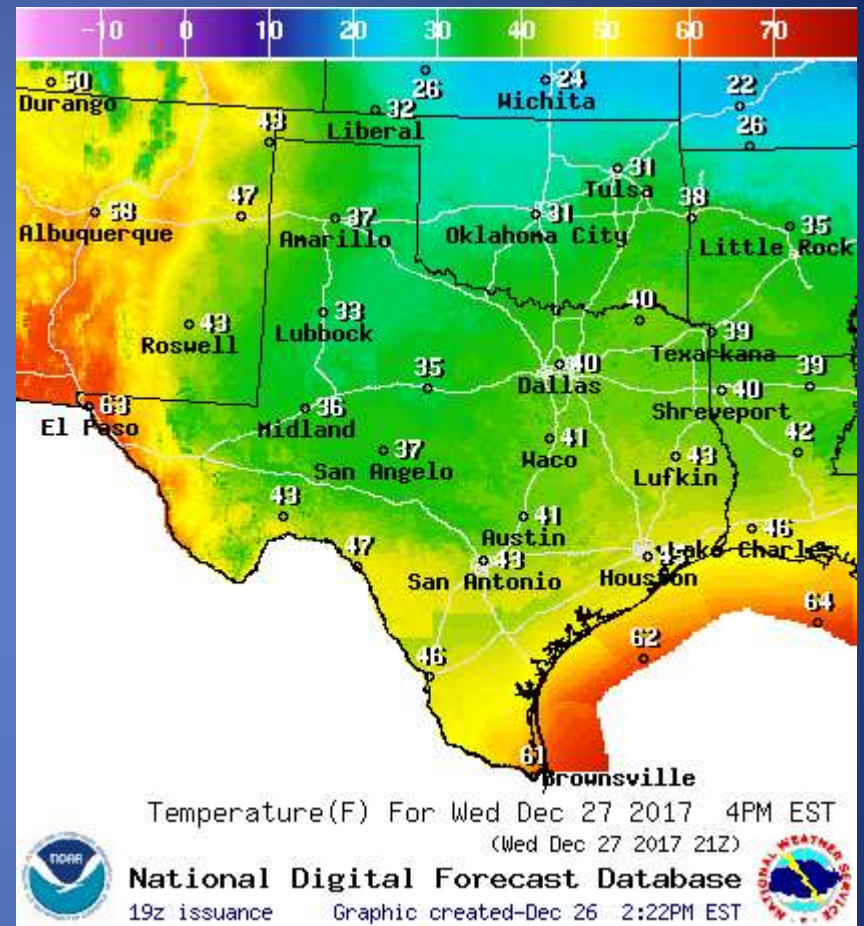 -10 0 10 20 30 40 50 60 70
50 26 24 22
Durango Wichita
32
Liberal
43 26
31
Tulsa
58 47 37 31 38 35
Albuquerque Amarillo Oklahoma City Little Rock
43 33 40 39
Roswell Lubbock Texarkana
35 40 39
Dallas
63 36 40
El Paso Midland Shreveport
37 41 43 42
San Angelo Waco Lufkin
43 41 46
Austin
47 43 Lake
San Antonio Houston
64
62
46
61
Brownsville
Temperature(F) For Wed Dec 27 2017 4PM EST
(Wed Dec 27 2017 21Z)
NOAA
National Digital Forecast Database
19z issuance Graphic created-Dec 26 2:22PM EST
NATIONAL WEATHER SERVICE